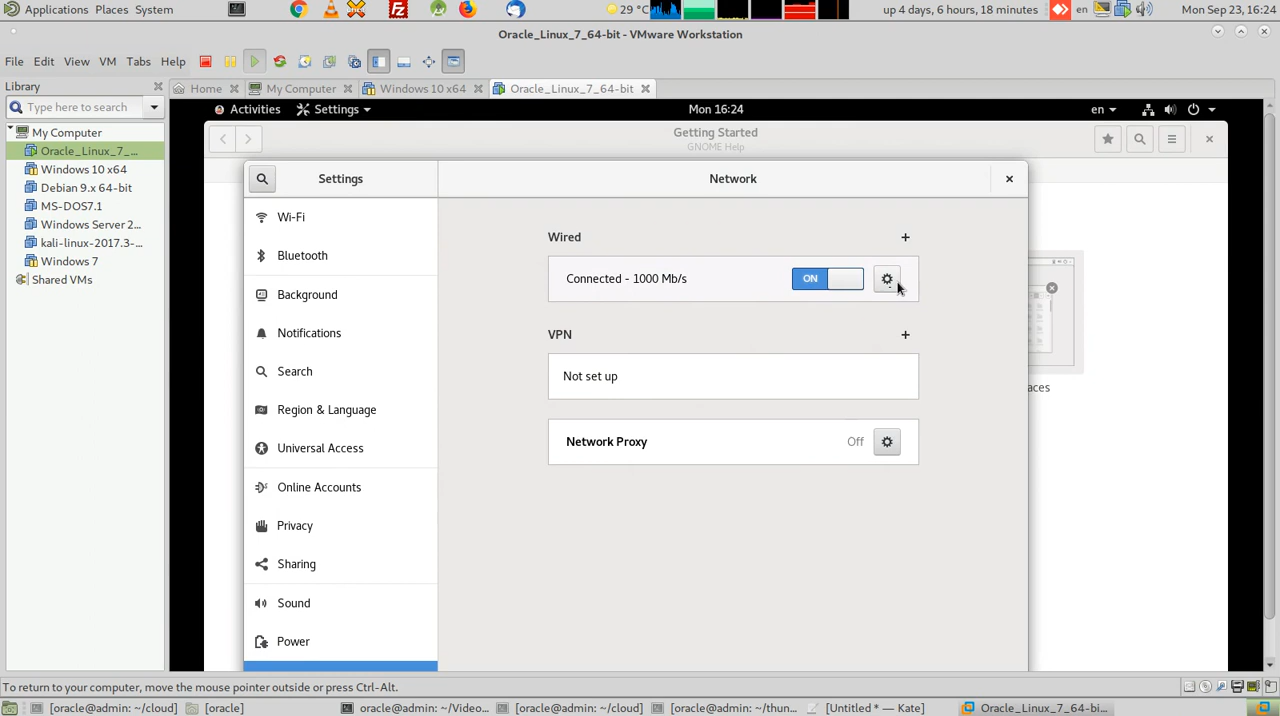 Applications Places System
29 °C
up 4 days, 6 hours, 18 minutes
en
Mon Sep 23, 16:24
Oracle_Linux_7_64-bit - VMware Workstation
File Edit View VM Tabs Help
Library
Home
My Computer
Windows 10 x64
Oracle_Linux_7_64-bit
Type here to search
My Computer
Oracle_Linux_7_...
Windows 10 x64
Debian 9.x 64-bit
MS-DOS7.1
Windows Server 2...
kali-linux-2017.3-...
Windows 7
Shared VMs
Activities
Settings
Mon 16:24
en
Getting Started
GNOME Help
Settings
Network
Wi-Fi
Bluetooth
Background
Notifications
Search
Region & Language
Universal Access
Online Accounts
Privacy
Sharing
Sound
Power
Wired
+
Connected - 1000 Mb/s
ON
VPN
+
Not set up
Network Proxy
Off
aces
To return to your computer, move the mouse pointer outside or press Ctrl-Alt.
[oracle@admin: ~/cloud]
[oracle]
oracle@admin: ~/Video...
[oracle@admin: ~/cloud]
[oracle@admin: ~/thun...
[Untitled * — Kate]
Oracle_Linux_7_64-bi...